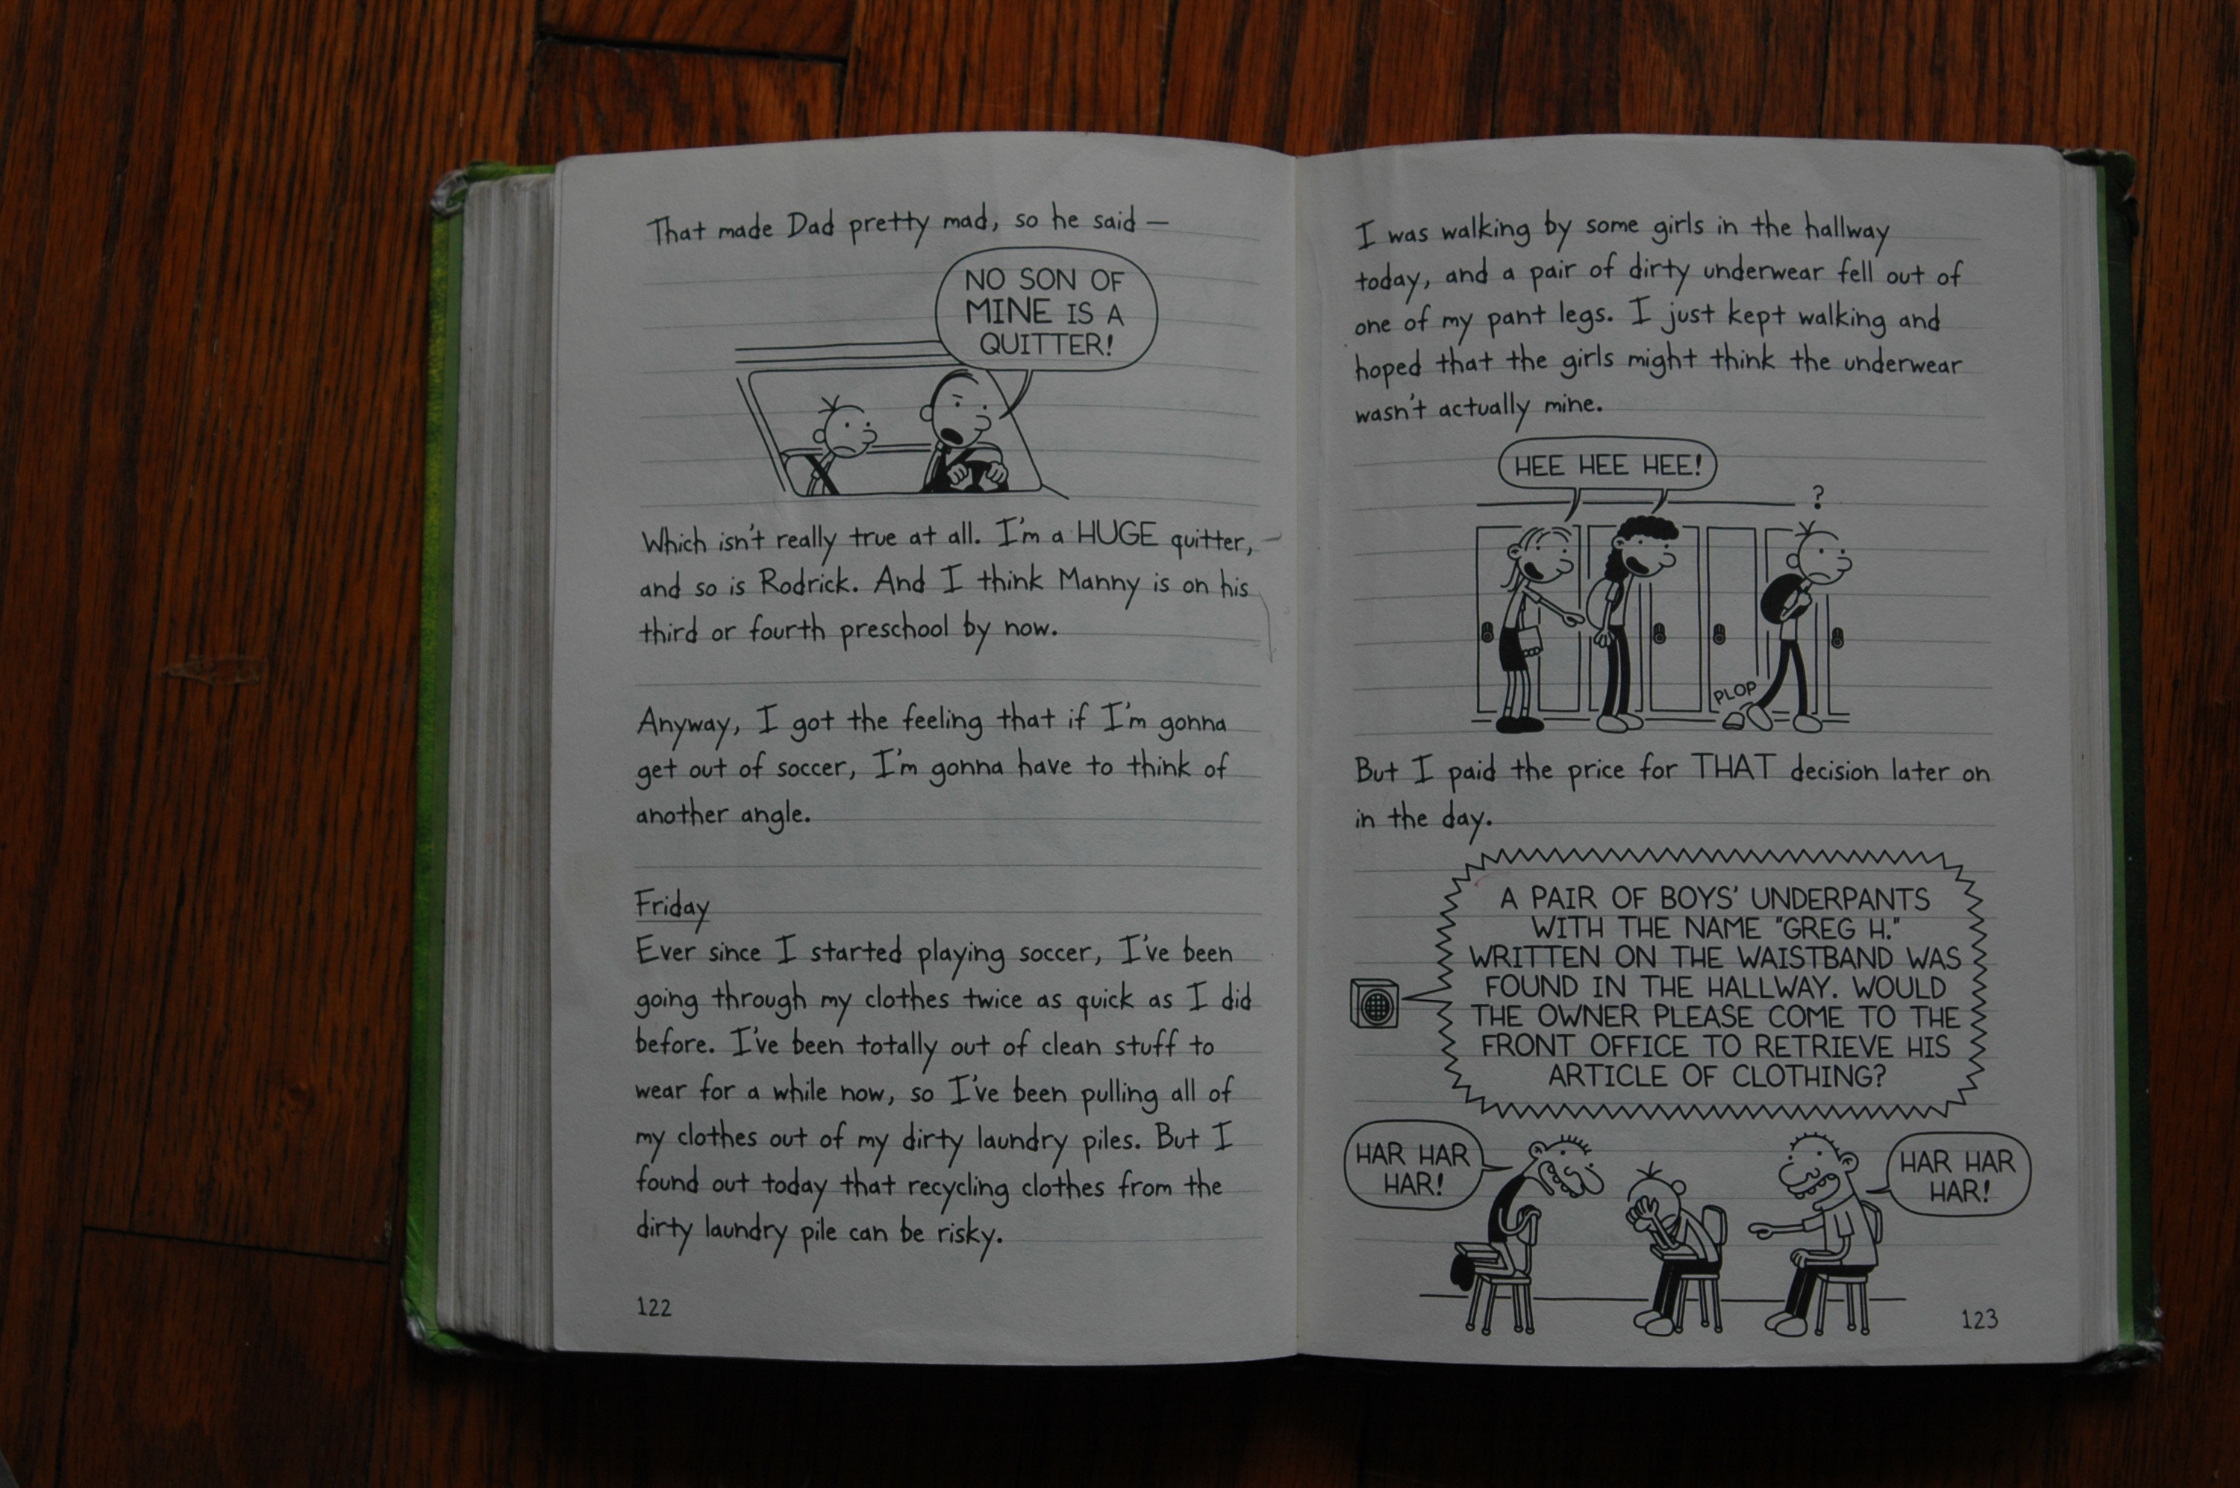 That made Dad pretty mad, so he said —
NO SON OF
MINE IS A
QUITTER!
Which isn't really true at all. I'm a HUGE quitter,
and so is Rodrick. And I think Manny is on his
third or fourth preschool by now.
Anyway, I got the feeling that if I'm gonna
get out of soccer, I'm gonna have to think of
another angle.
Friday
Ever since I started playing soccer, I've been
going through my clothes twice as quick as I did
before. I've been totally out of clean stuff to
wear for a while now, so I've been pulling all of
my clothes out of my dirty laundry piles. But I
found out today that recycling clothes from the
dirty laundry pile can be risky.
122
I was walking by some girls in the hallway
today, and a pair of dirty underwear fell out of
one of my pant legs. I just kept walking and
hoped that the girls might think the underwear
wasn't actually mine.
HEE HEE HEE!
?
PLOP
But I paid the price for THAT decision later on
in the day.
A PAIR OF BOYS' UNDERPANTS
WITH THE NAME "GREG H."
WRITTEN ON THE WAISTBAND WAS
FOUND IN THE HALLWAY. WOULD
THE OWNER PLEASE COME TO THE
FRONT OFFICE TO RETRIEVE HIS
ARTICLE OF CLOTHING?
HAR HAR
HAR!
HAR HAR
HAR!
123